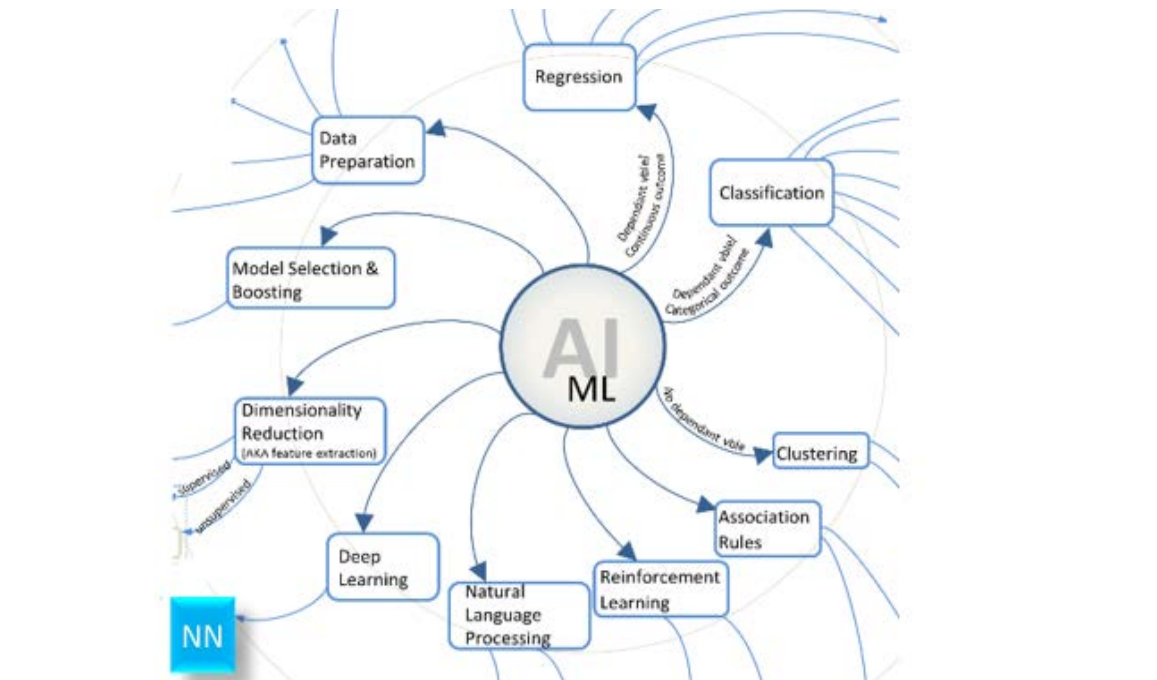 Regression
Data
Preparation
Dependant vble/
Continuous outcome
Classification
Model Selection &
Boosting
Dependant vble/
Categorical outcome
AI
ML
No dependant vble
Dimensionality
Reduction
(AKA feature extraction)
Clustering
supervised
unsupervised
Association
Rules
Deep
Learning
Reinforcement
Learning
Natural
Language
Processing
NN